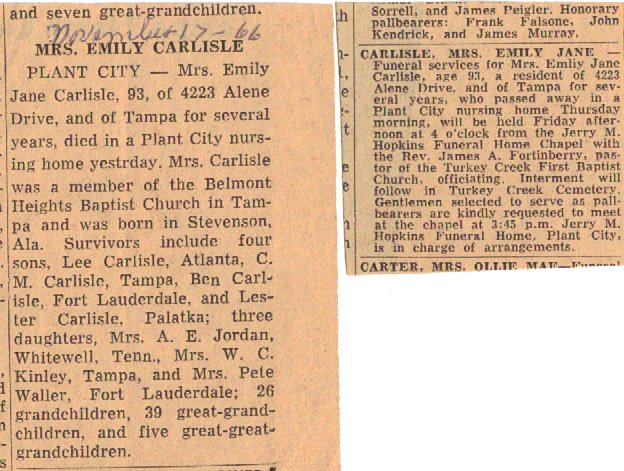 and seven great-grandchildren.
November 17-66
MRS. EMILY CARLISLE
PLANT CITY — Mrs. Emily
Jane Carlisle, 93, of 4223 Alene
Drive, and of Tampa for several
years, died in a Plant City nurs-
ing home yestrday. Mrs. Carlisle
was a member of the Belmont
Heights Baptist Church in Tam-
pa and was born in Stevenson,
Ala. Survivors include four
sons, Lee Carlisle, Atlanta, C.
M. Carlisle, Tampa, Ben Carl-
isle, Fort Lauderdale, and Les-
ter Carlisle, Palatka; three
daughters, Mrs. A. E. Jordan,
Whitewell, Tenn., Mrs. W. C.
Kinley, Tampa, and Mrs. Pete
Waller, Fort Lauderdale; 26
grandchildren, 39 great-grand-
children, and five great-great-
grandchildren.
Sorrell, and James Peigler. Honorary
pallbearers: Frank Falsone, John
Kendrick, and James Murray.
CARLISLE, MRS. EMILY JANE —
Funeral services for Mrs. Emliy Jane
Carlisle, age 93, a resident of 4223
Alene Drive, and of Tampa for sev-
eral years, who passed away in a
Plant City nursing home Thursday
morning, will be held Friday after-
noon at 4 o'clock from the Jerry M.
Hopkins Funeral Home Chapel with
the Rev. James A. Fortinberry, pas-
tor of the Turkey Creek First Baptist
Church, officiating. Interment will
follow in Turkey Creek Cemetery.
Gentlemen selected to serve as pall-
bearers are kindly requested to meet
at the chapel at 3:45 p.m. Jerry M.
Hopkins Funeral Home, Plant City,
is in charge of arrangements.
CARTER, MRS. OLLIE MAE—Funeral